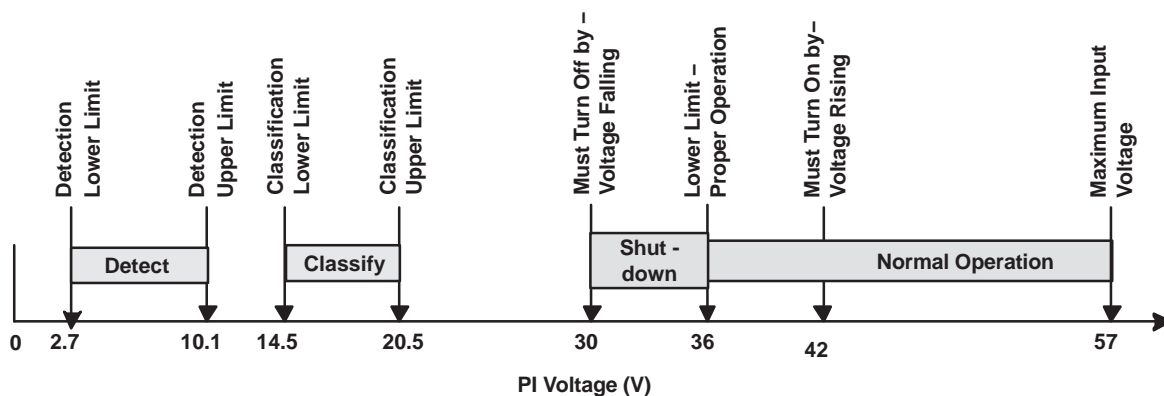 Detection
Lower Limit
Detection
Upper Limit
Classification
Lower Limit
Classification
Upper Limit
Must Turn Off by –
Voltage Falling
Lower Limit –
Proper Operation
Must Turn On by–
Voltage Rising
Maximum Input
Voltage
Detect
Classify
Shut -
down
Normal Operation
0
2.7
10.1
14.5
20.5
30
36
42
57
PI Voltage (V)